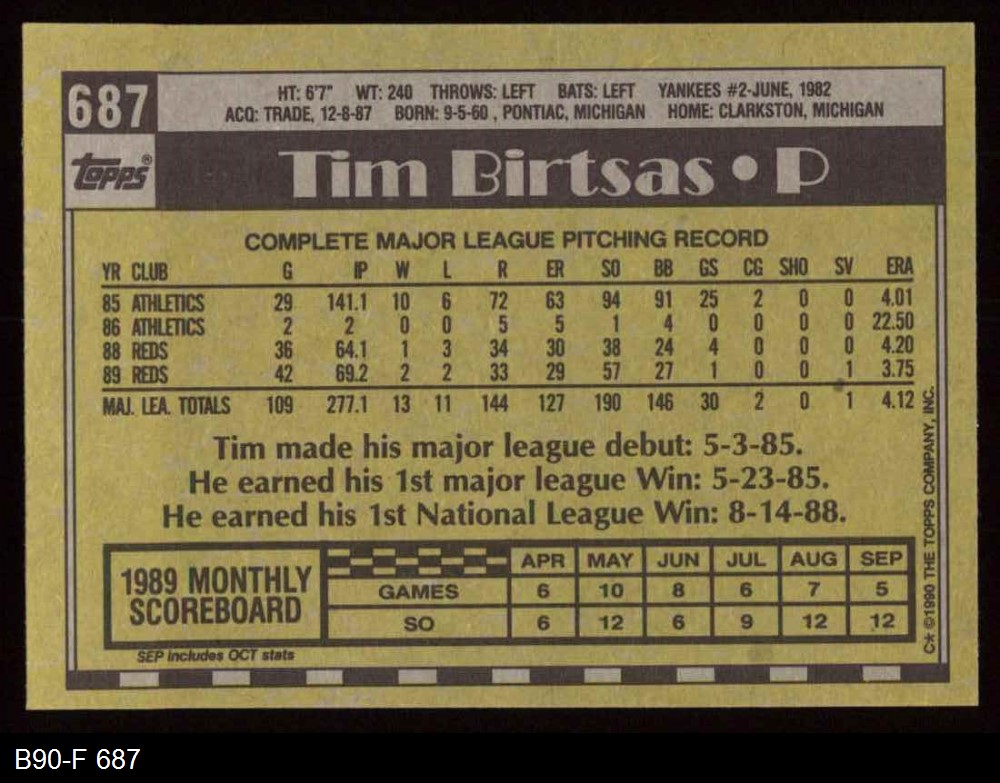 687
HT: 6'7" WT: 240 THROWS: LEFT BATS: LEFT YANKEES #2-JUNE, 1982
ACQ: TRADE, 12-8-87 BORN: 9-5-60 , PONTIAC, MICHIGAN HOME: CLARKSTON, MICHIGAN
Topps®
Tim Birtsas • P
COMPLETE MAJOR LEAGUE PITCHING RECORD
YR CLUB G IP W L R ER SO BB GS CG SHO SV ERA
85 ATHLETICS 29 141.1 10 6 72 63 94 91 25 2 0 0 4.01
86 ATHLETICS 2 2 0 0 5 5 1 4 0 0 0 0 22.50
88 REDS 36 64.1 1 3 34 30 38 24 4 0 0 0 4.20
89 REDS 42 69.2 2 2 33 29 57 27 1 0 0 1 3.75
MAJ. LEA. TOTALS 109 277.1 13 11 144 127 190 146 30 2 0 1 4.12
Tim made his major league debut: 5-3-85.
He earned his 1st major league Win: 5-23-85.
He earned his 1st National League Win: 8-14-88.
1989 MONTHLY
SCOREBOARD
APR MAY JUN JUL AUG SEP
GAMES 6 10 8 6 7 5
SO 6 12 6 9 12 12
SEP includes OCT stats
C* ©1990 THE TOPPS COMPANY, INC.
B90-F 687